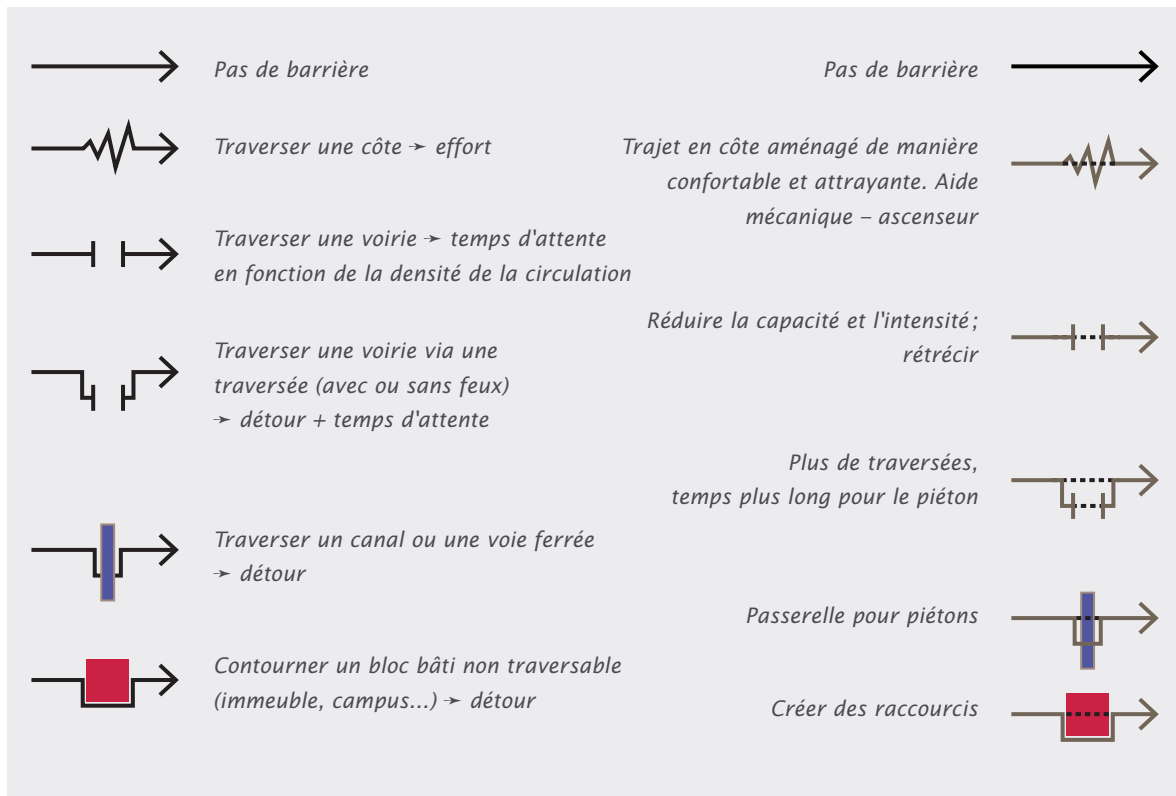 Pas de barrière
Traverser une côte → effort
Traverser une voirie → temps d'attente
en fonction de la densité de la circulation
Traverser une voirie via une
traversée (avec ou sans feux)
→ détour + temps d'attente
Traverser un canal ou une voie ferrée
→ détour
Contourner un bloc bâti non traversable
(immeuble, campus...) → détour
Pas de barrière
Trajet en côte aménagé de manière
confortable et attrayante. Aide
mécanique – ascenseur
Réduire la capacité et l'intensité ;
rétrécir
Plus de traversées,
temps plus long pour le piéton
Passerelle pour piétons
Créer des raccourcis